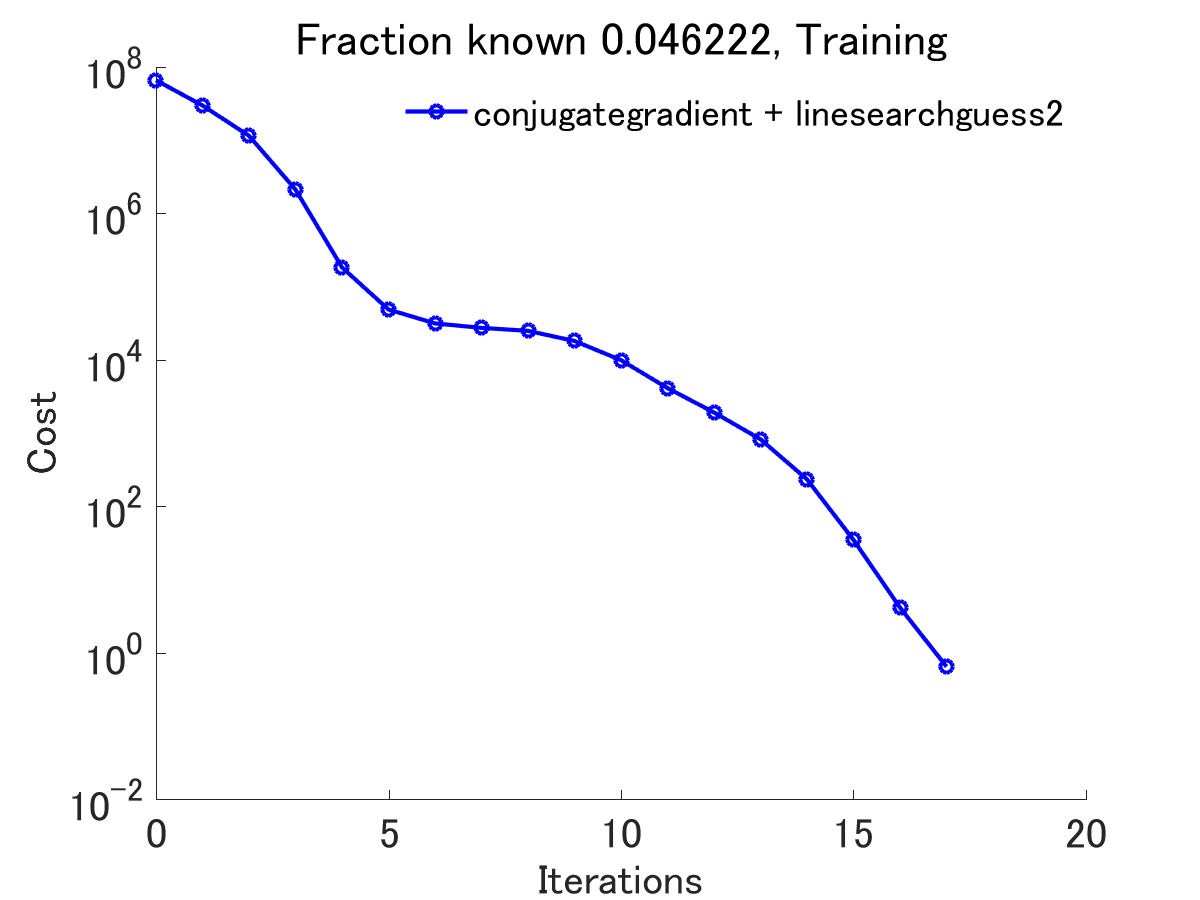 Fraction known 0.046222, Training
conjugategradient + linesearchguess2
10^8
10^6
10^4
10^2
10^0
10^-2
Cost
0 5 10 15 20
Iterations